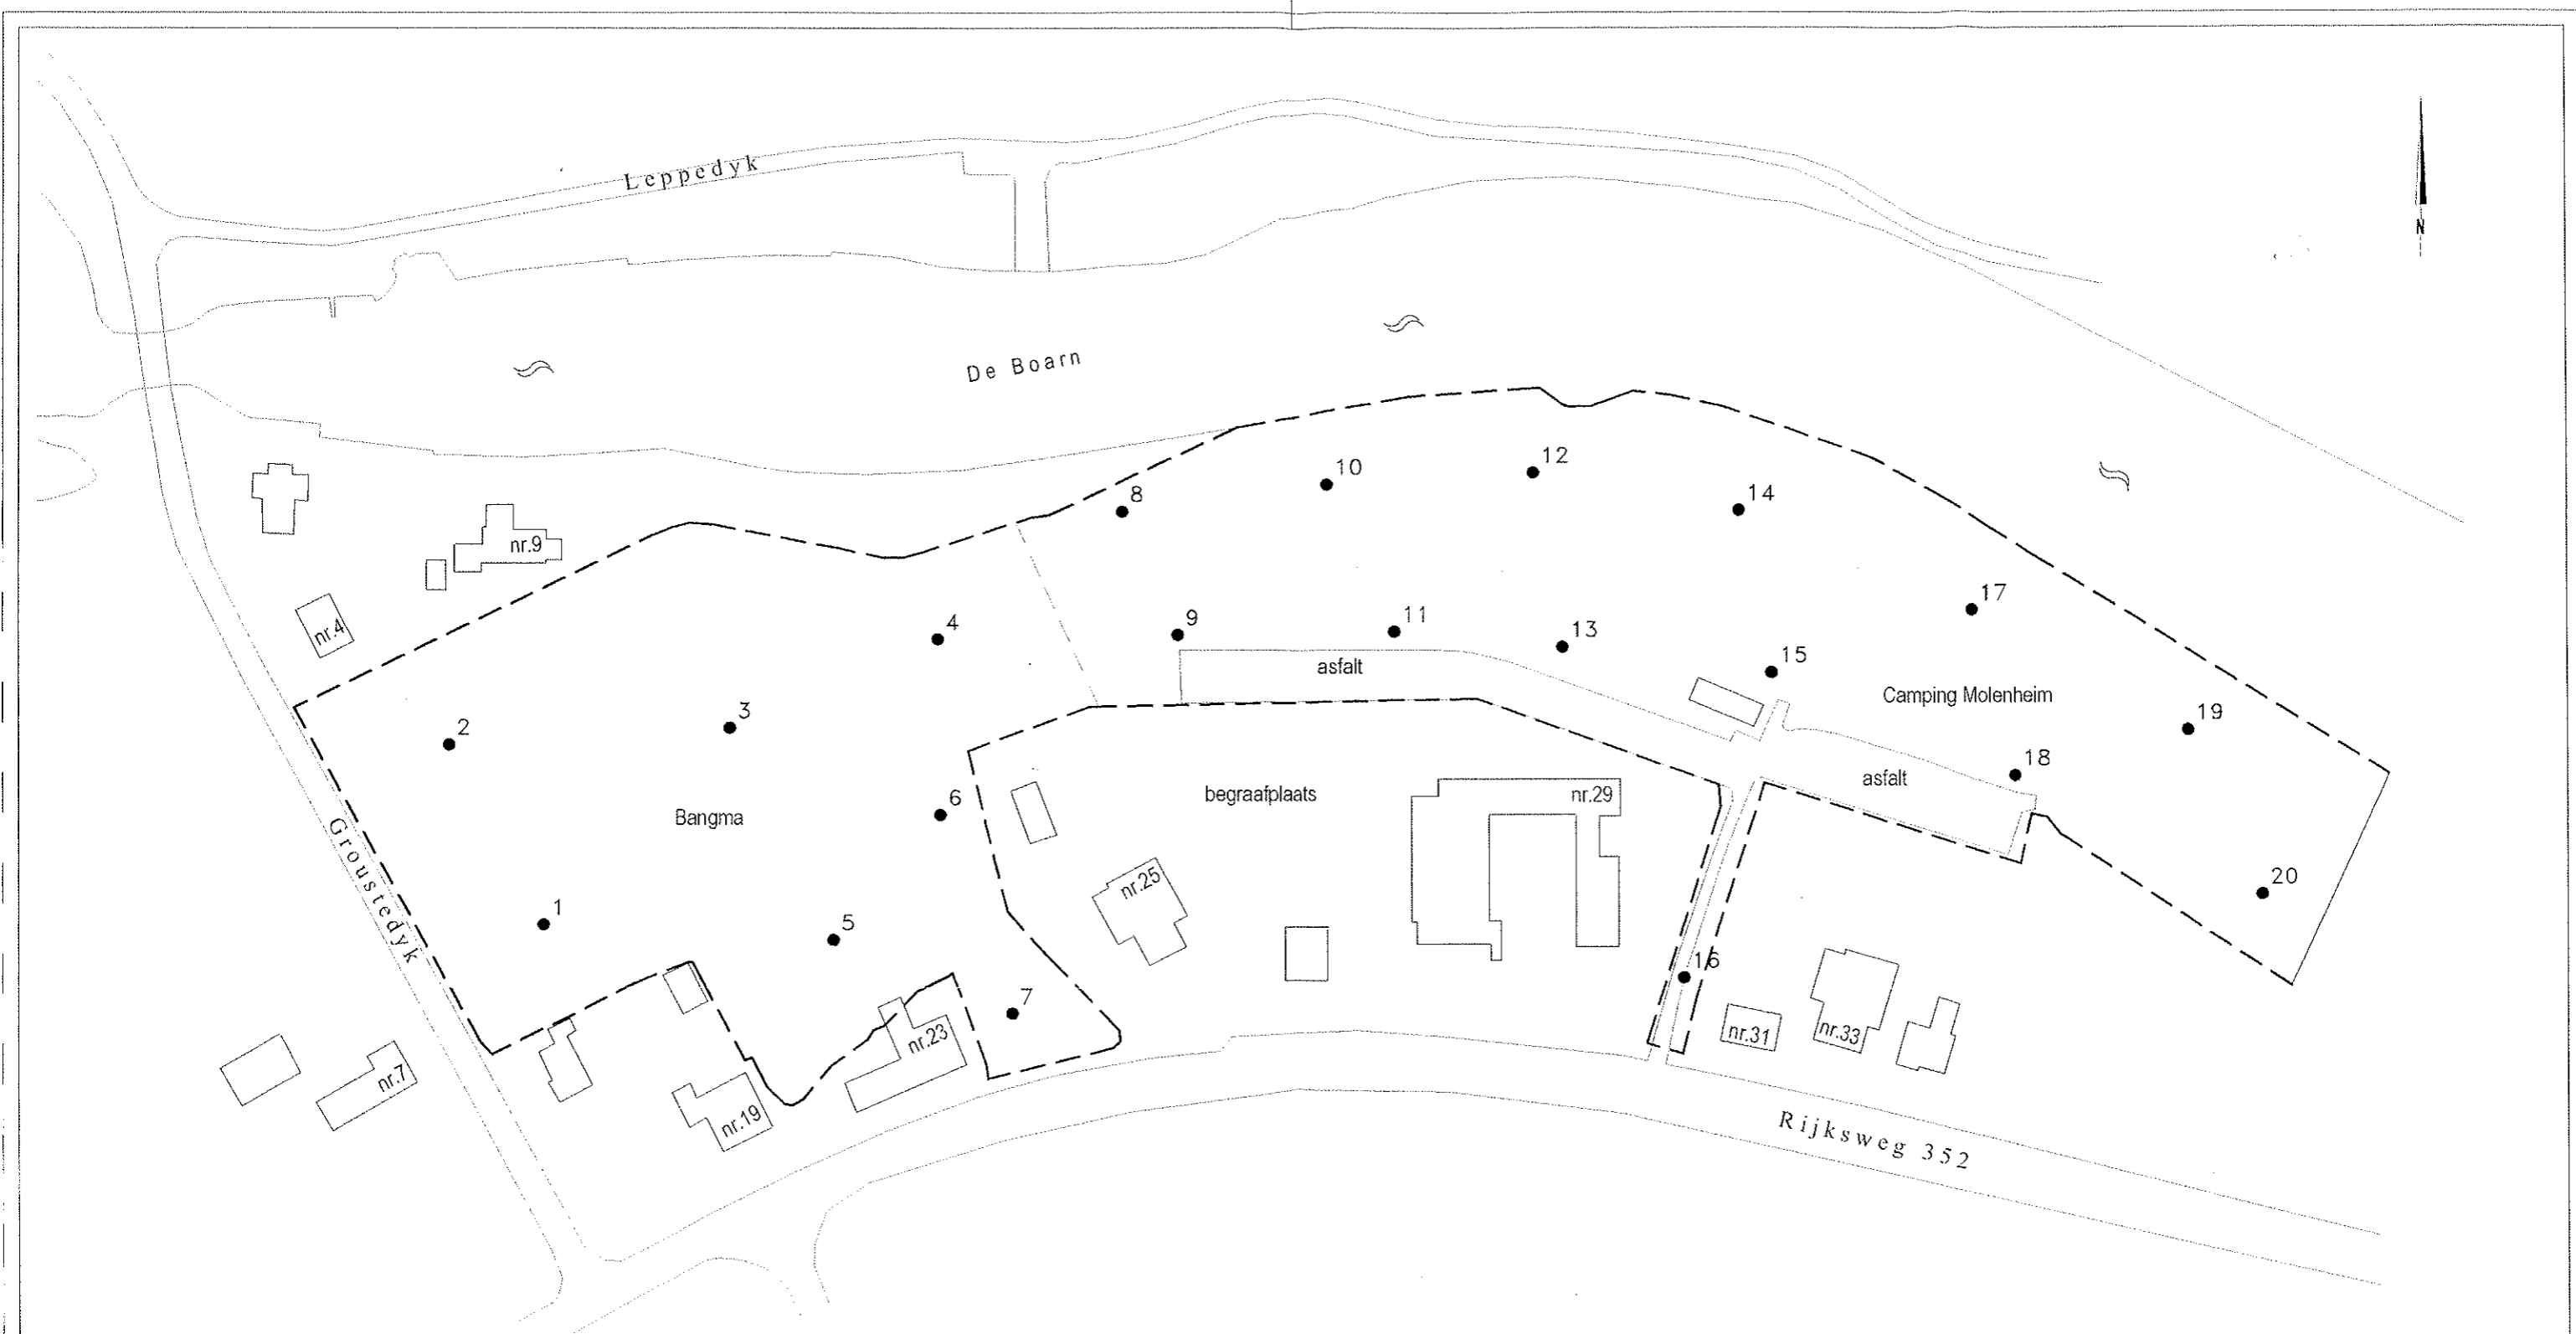 Leppedyk
N
De Boarn
12
10
14
8
nr.9
17
nr.4
4
9
11
13
15
asfalt
Camping Molenheim
2
3
19
18
asfalt
6
begraafplaats
nr.29
Bangma
Groustedyk
nr.25
20
1
5
16
7
nr.23
nr.31
nr.33
nr.7
nr.19
Rijksweg 352